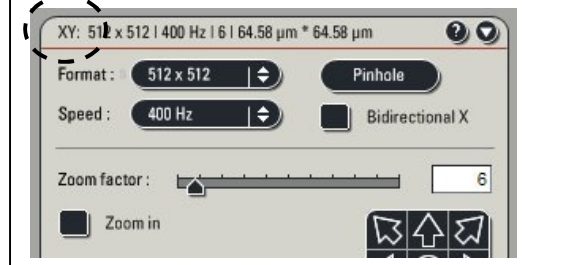 XY: 512 x 512 | 400 Hz | 6 | 64.58 µm * 64.58 µm ?
Format : 512 x 512 Pinhole
Speed : 400 Hz Bidirectional X
Zoom factor : 6
Zoom in